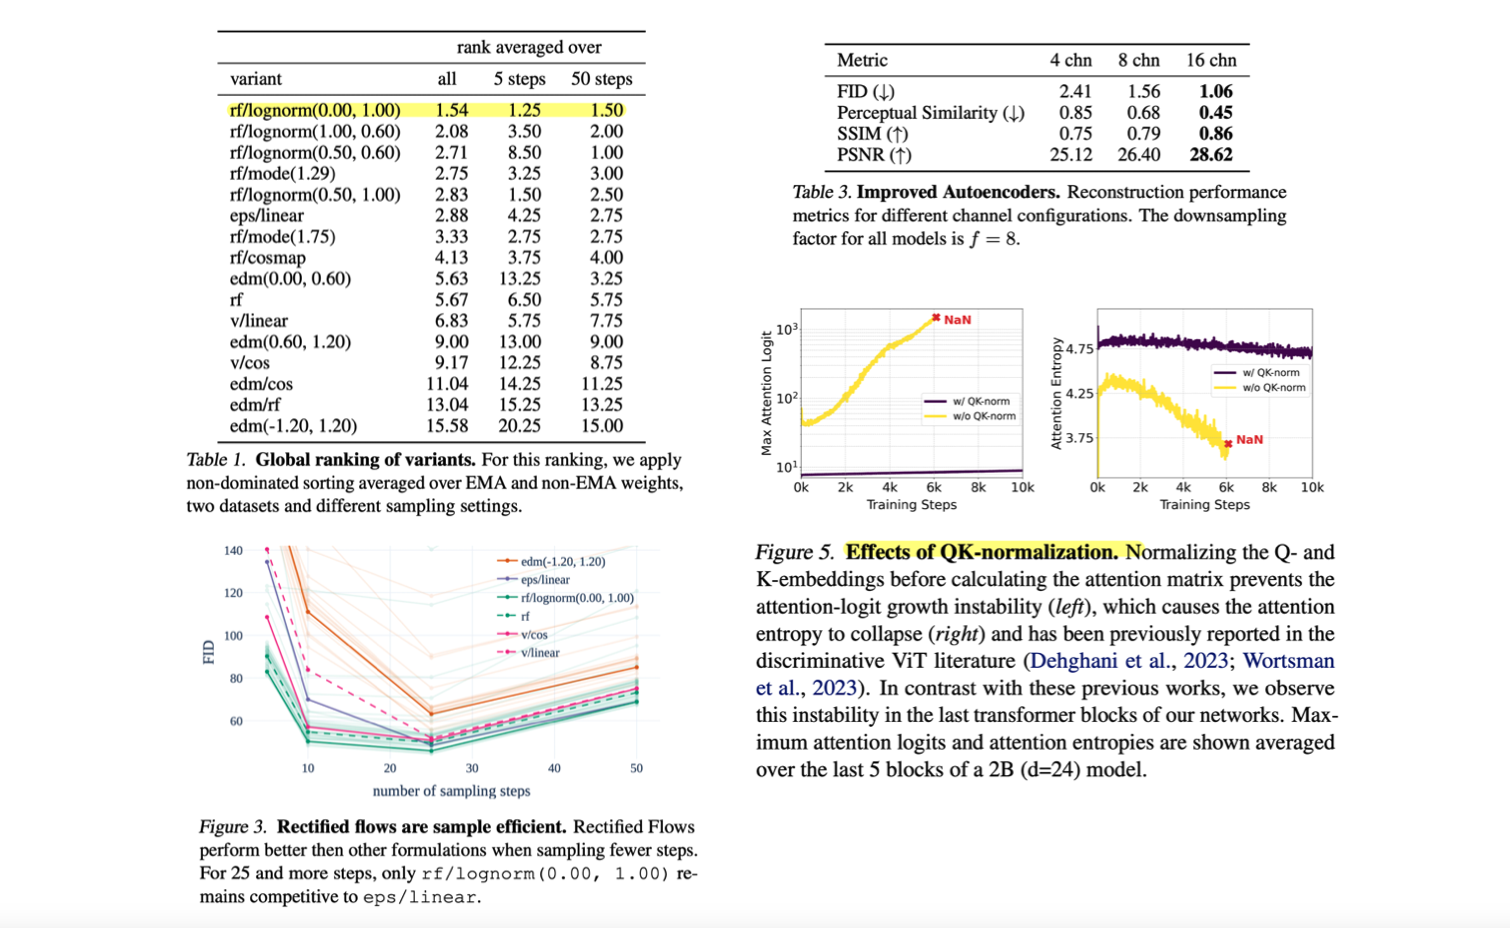 rank averaged over
variant all 5 steps 50 steps
rf/lognorm(0.00, 1.00) 1.54 1.25 1.50
rf/lognorm(1.00, 0.60) 2.08 3.50 2.00
rf/lognorm(0.50, 0.60) 2.71 8.50 1.00
rf/mode(1.29) 2.75 3.25 3.00
rf/lognorm(0.50, 1.00) 2.83 1.50 2.50
eps/linear 2.88 4.25 2.75
rf/mode(1.75) 3.33 2.75 2.75
rf/cosmap 4.13 3.75 4.00
edm(0.00, 0.60) 5.63 13.25 3.25
rf 5.67 6.50 5.75
v/linear 6.83 5.75 7.75
edm(0.60, 1.20) 9.00 13.00 9.00
v/cos 9.17 12.25 8.75
edm/cos 11.04 14.25 11.25
edm/rf 13.04 15.25 13.25
edm(-1.20, 1.20) 15.58 20.25 15.00
Table 1. Global ranking of variants. For this ranking, we apply
non-dominated sorting averaged over EMA and non-EMA weights,
two datasets and different sampling settings.
140
120
100
80
60
FID
edm(-1.20, 1.20)
eps/linear
rf/lognorm(0.00, 1.00)
rf
v/cos
v/linear
10 20 30 40 50
number of sampling steps
Figure 3. Rectified flows are sample efficient. Rectified Flows
perform better then other formulations when sampling fewer steps.
For 25 and more steps, only rf/lognorm(0.00, 1.00) re-
mains competitive to eps/linear.
Metric 4 chn 8 chn 16 chn
FID (↓) 2.41 1.56 1.06
Perceptual Similarity (↓) 0.85 0.68 0.45
SSIM (↑) 0.75 0.79 0.86
PSNR (↑) 25.12 26.40 28.62
Table 3. Improved Autoencoders. Reconstruction performance
metrics for different channel configurations. The downsampling
factor for all models is f = 8.
Max Attention Logit
10³
10²
10¹
NaN
w/ QK-norm
w/o QK-norm
0k 2k 4k 6k 8k 10k
Training Steps
Attention Entropy
4.75
4.25
3.75
w/ QK-norm
w/o QK-norm
NaN
0k 2k 4k 6k 8k 10k
Training Steps
Figure 5. Effects of QK-normalization. Normalizing the Q- and
K-embeddings before calculating the attention matrix prevents the
attention-logit growth instability (left), which causes the attention
entropy to collapse (right) and has been previously reported in the
discriminative ViT literature (Dehghani et al., 2023; Wortsman
et al., 2023). In contrast with these previous works, we observe
this instability in the last transformer blocks of our networks. Max-
imum attention logits and attention entropies are shown averaged
over the last 5 blocks of a 2B (d=24) model.